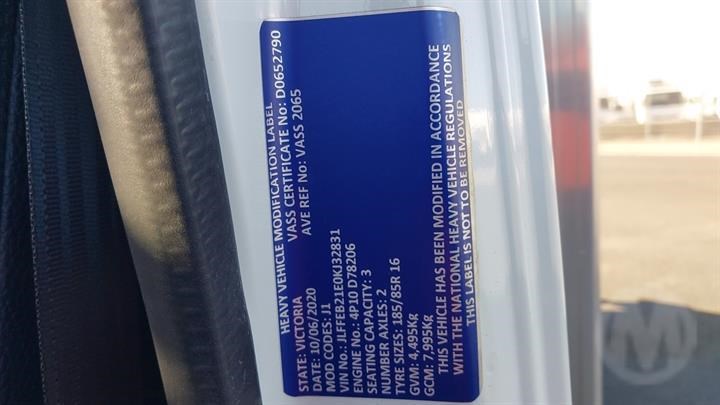 HEAVY VEHICLE MODIFICATION LABEL
VASS CERTIFICATE No: D0652790
AVE REF No: VASS 2065
STATE: VICTORIA
DATE: 10/06/2020
MOD CODES: J1
VIN No.: JLFFEB21E0KJ32831
ENGINE No: 4P10 D78206
SEATING CAPACITY: 3
NUMBER AXLES: 2
TYRE SIZES: 185/85R 16
GVM: 4,495Kg
GCM: 7,995Kg
THIS VEHICLE HAS BEEN MODIFIED IN ACCORDANCE
WITH THE NATIONAL HEAVY VEHICLE REGULATIONS
THIS LABEL IS NOT TO BE REMOVED
M